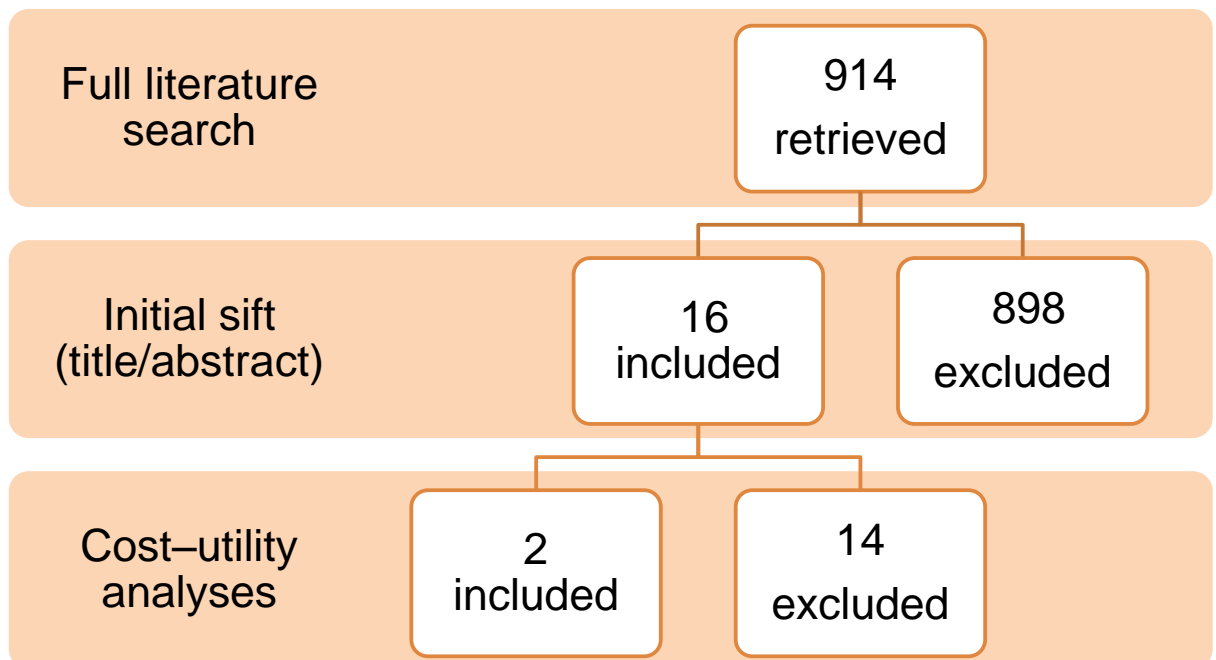 Full literature
search
914
retrieved
Initial sift
(title/abstract)
16
included
898
excluded
Cost–utility
analyses
2
included
14
excluded